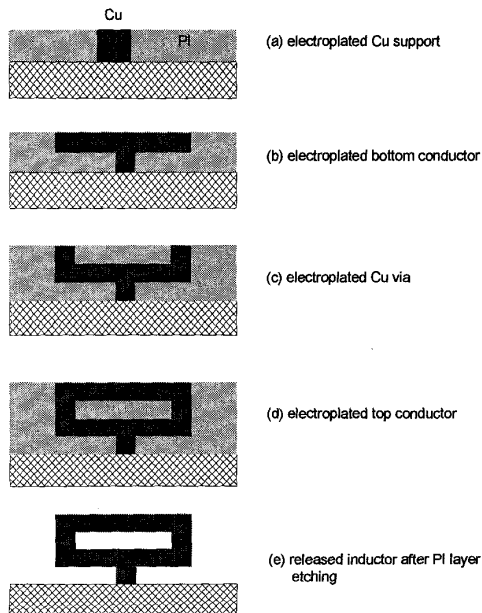 Cu
PI
(a) electroplated Cu support
(b) electroplated bottom conductor
(c) electroplated Cu via
(d) electroplated top conductor
(e) released inductor after PI layer
etching